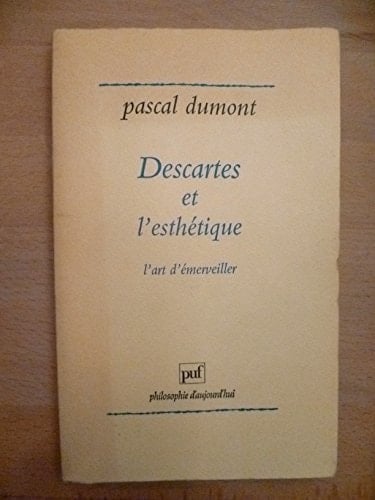 pascal dumont
Descartes
et
l'esthétique
l'art d'émerveiller
puf
philosophie d'aujourd'hui